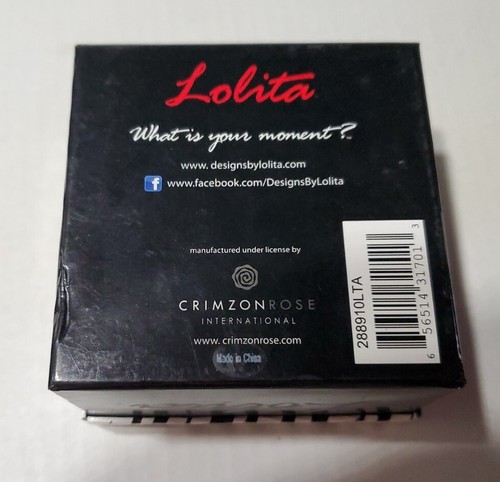 Lolita
What is your moment?™
www. designsbylolita.com
f www.facebook.com/DesignsByLolita
manufactured under license by
CRIMZONROSE
INTERNATIONAL
www. crimzonrose.com
Made in China
288910LTA
6 56514 31701 3